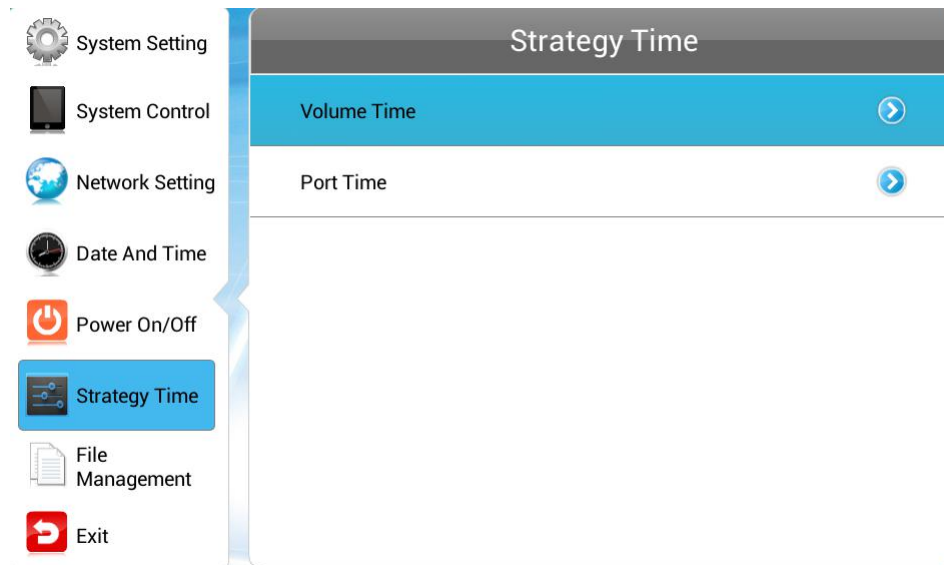 System Setting
System Control
Network Setting
Date And Time
Power On/Off
Strategy Time
File
Management
Exit
Strategy Time
Volume Time
Port Time